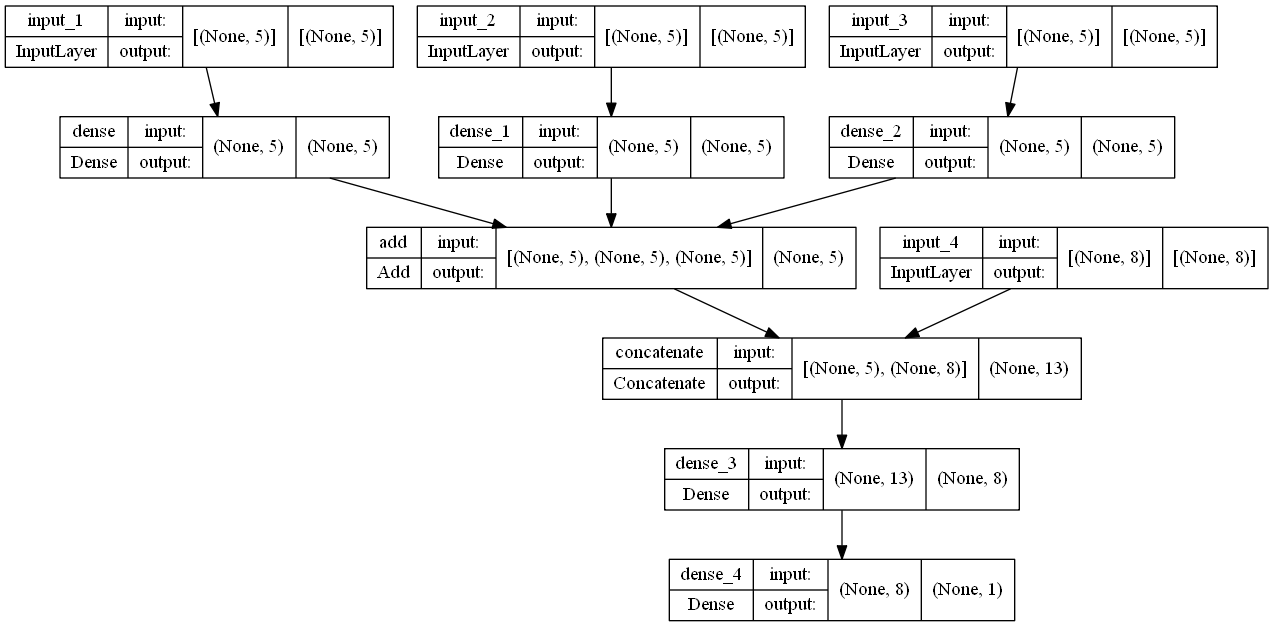 input_1 input: [(None, 5)] [(None, 5)]
InputLayer output:
input_2 input: [(None, 5)] [(None, 5)]
InputLayer output:
input_3 input: [(None, 5)] [(None, 5)]
InputLayer output:
dense input: (None, 5) (None, 5)
Dense output:
dense_1 input: (None, 5) (None, 5)
Dense output:
dense_2 input: (None, 5) (None, 5)
Dense output:
add input: [(None, 5), (None, 5), (None, 5)] (None, 5)
Add output:
input_4 input: [(None, 8)] [(None, 8)]
InputLayer output:
concatenate input: [(None, 5), (None, 8)] (None, 13)
Concatenate output:
dense_3 input: (None, 13) (None, 8)
Dense output:
dense_4 input: (None, 8) (None, 1)
Dense output: